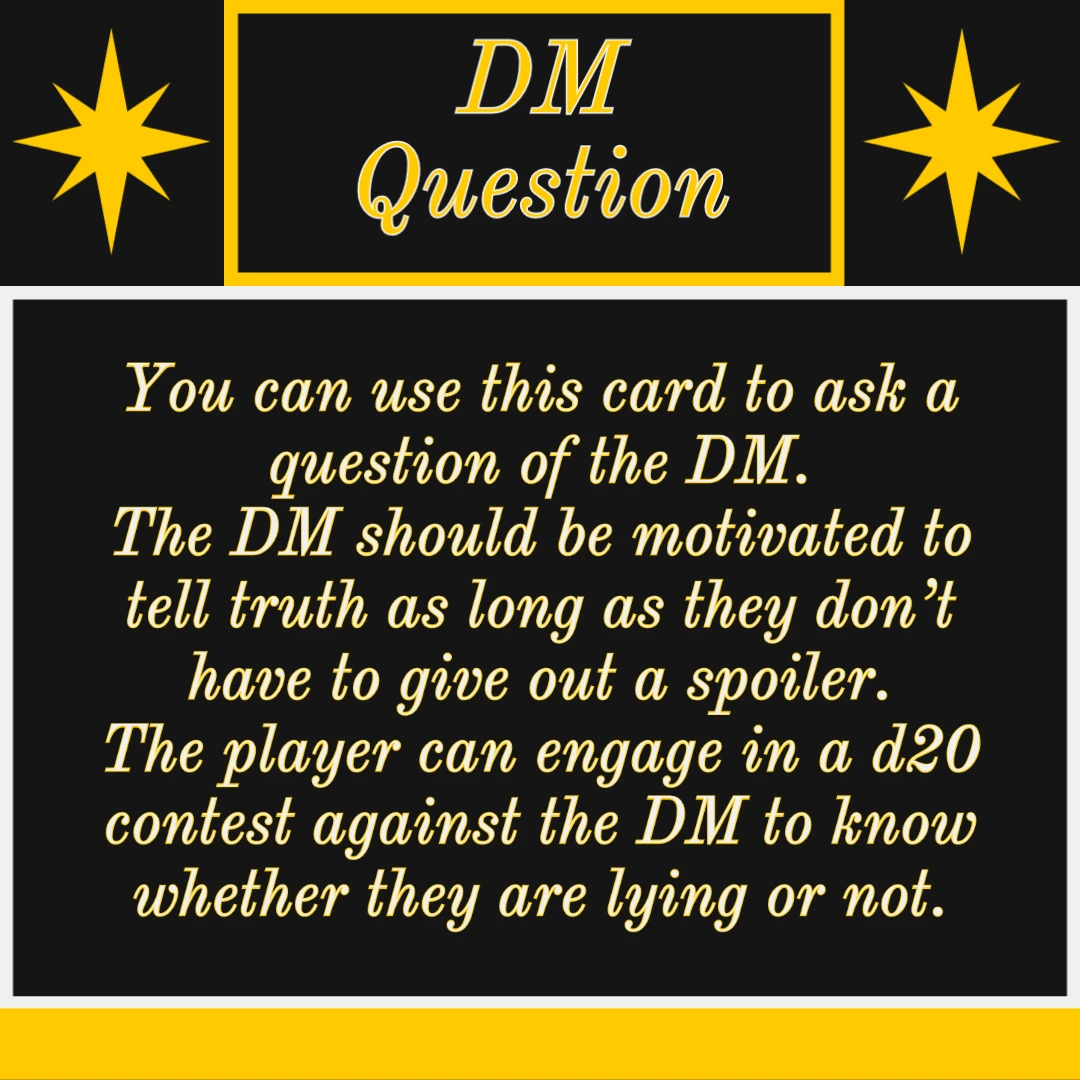 DM
Question
You can use this card to ask a
question of the DM.
The DM should be motivated to
tell truth as long as they don’t
have to give out a spoiler.
The player can engage in a d20
contest against the DM to know
whether they are lying or not.